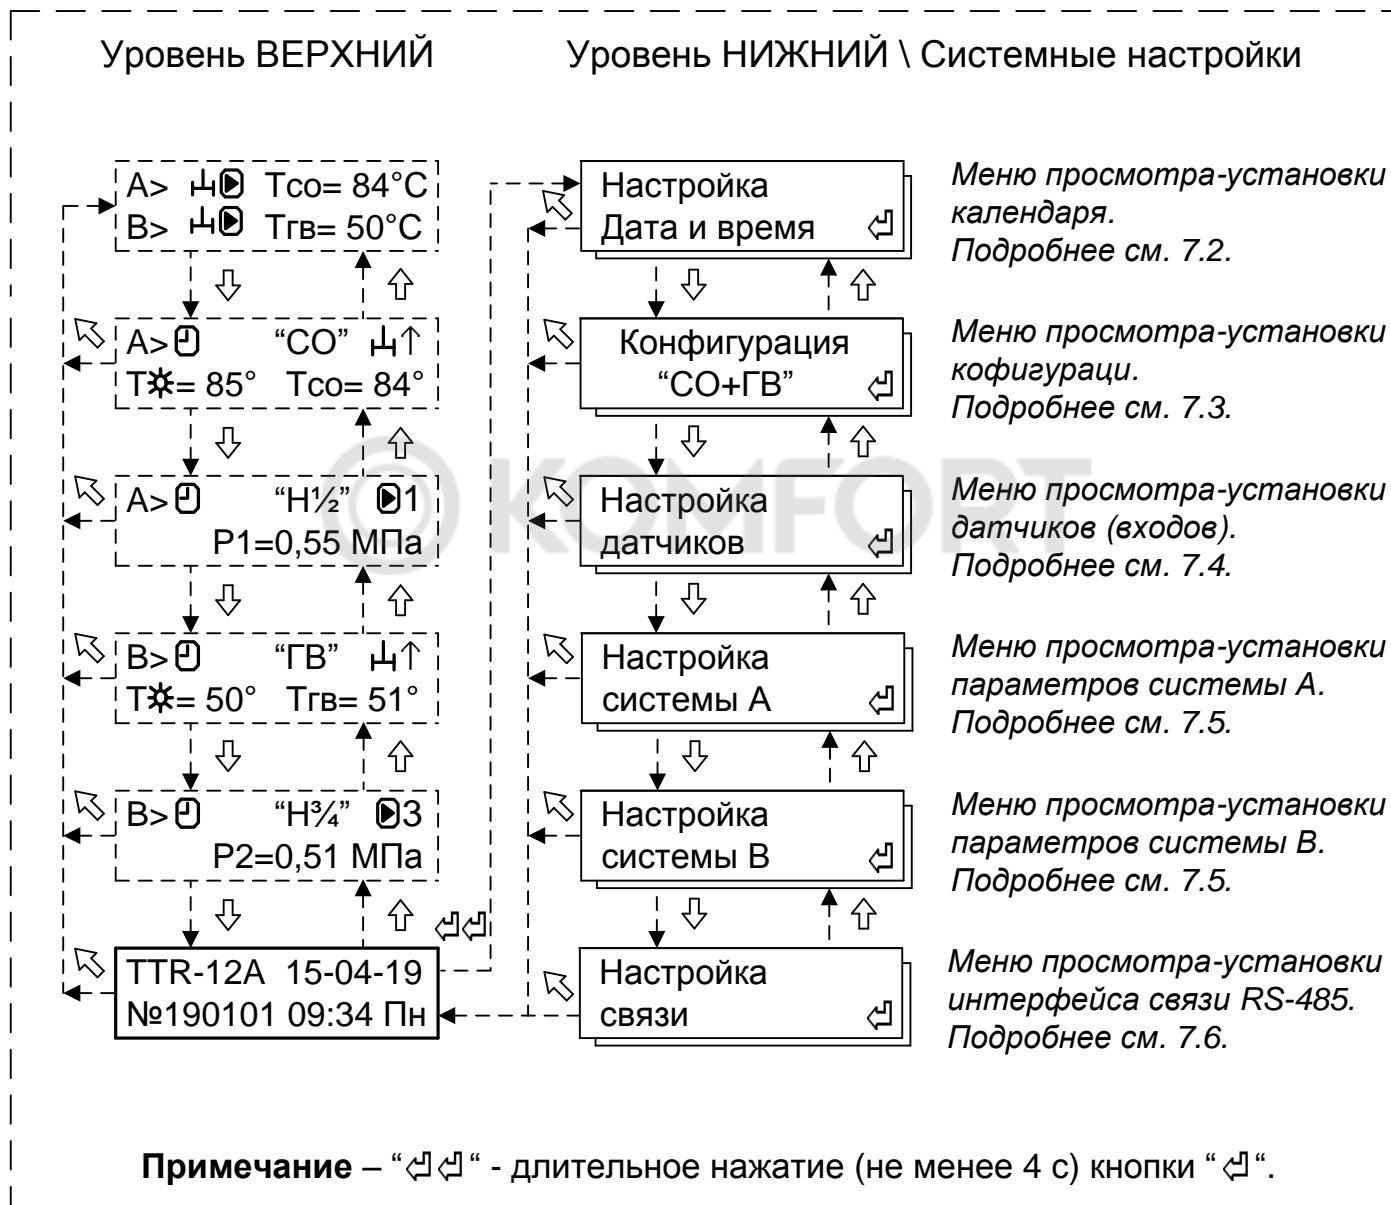 Уровень ВЕРХНИЙ
Уровень НИЖНИЙ \ Системные настройки
A> Тсо= 84°C
B> Тгв= 50°C
Настройка
Дата и время
Меню просмотра-установки
календаря.
Подробнее см. 7.2.
A> “СО” ↑
T☼= 85° Тсо= 84°
Конфигурация
“СО+ГВ”
Меню просмотра-установки
кофигураци.
Подробнее см. 7.3.
A> “Н½” 1
P1=0,55 МПа
Настройка
датчиков
Меню просмотра-установки
датчиков (входов).
Подробнее см. 7.4.
KOMFORT
B> “ГВ” ↑
T☼= 50° Тгв= 51°
Настройка
системы A
Меню просмотра-установки
параметров системы A.
Подробнее см. 7.5.
B> “Н¾” 3
P2=0,51 МПа
Настройка
системы B
Меню просмотра-установки
параметров системы B.
Подробнее см. 7.5.
TTR-12A 15-04-19
№190101 09:34 Пн
Настройка
связи
Меню просмотра-установки
интерфейса связи RS-485.
Подробнее см. 7.6.
Примечание – “⏎⏎“ - длительное нажатие (не менее 4 с) кнопки “⏎“.